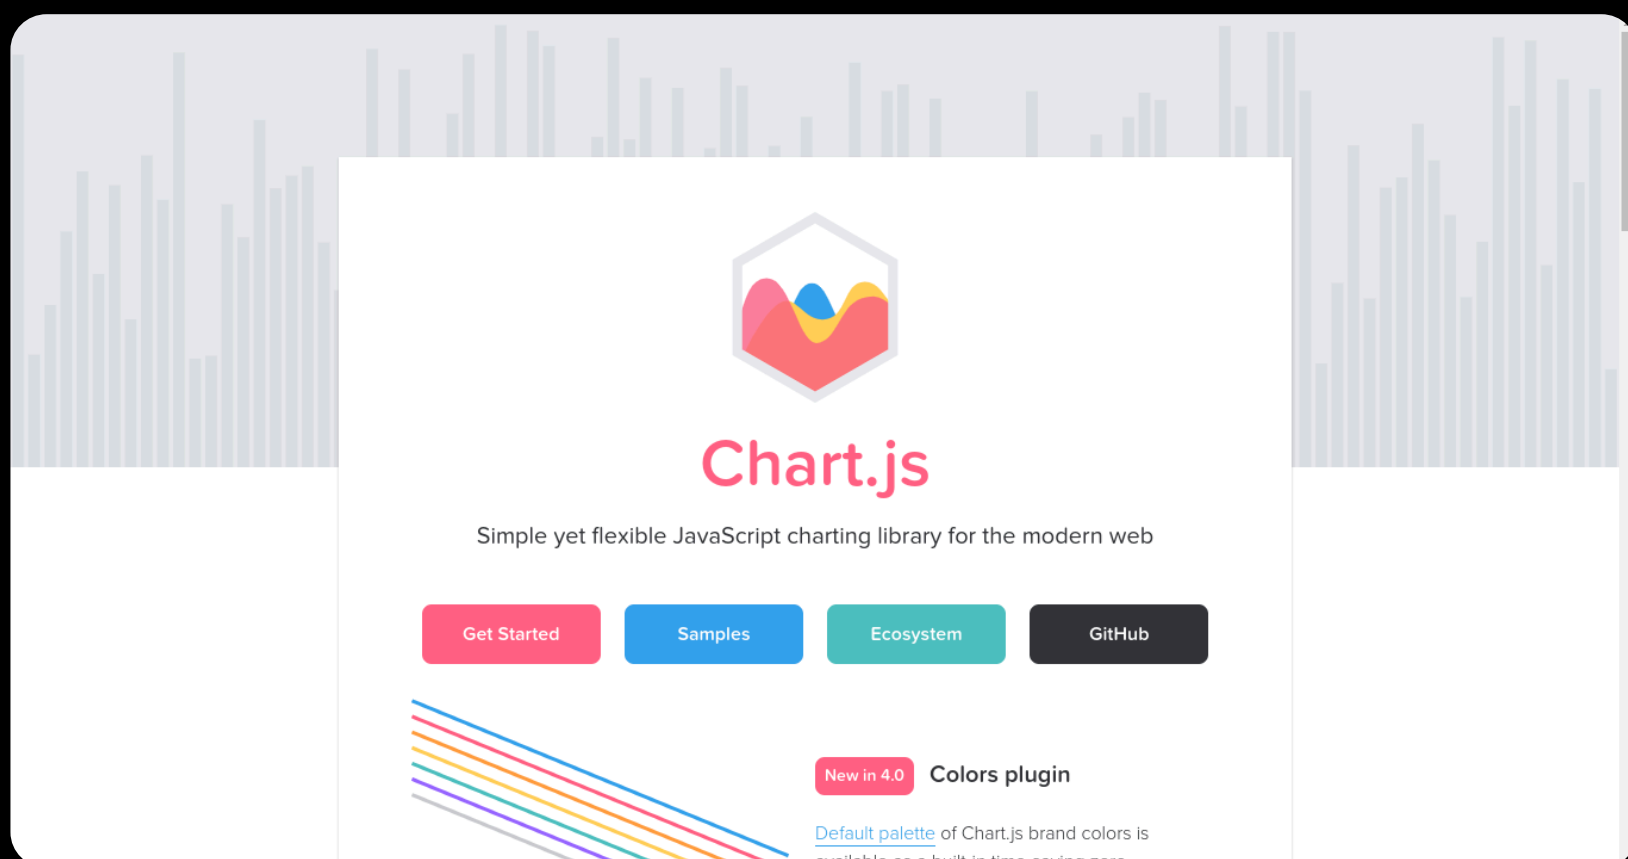 Chart.js
Simple yet flexible JavaScript charting library for the modern web
Get Started
Samples
Ecosystem
GitHub
New in 4.0 Colors plugin
Default palette of Chart.js brand colors is